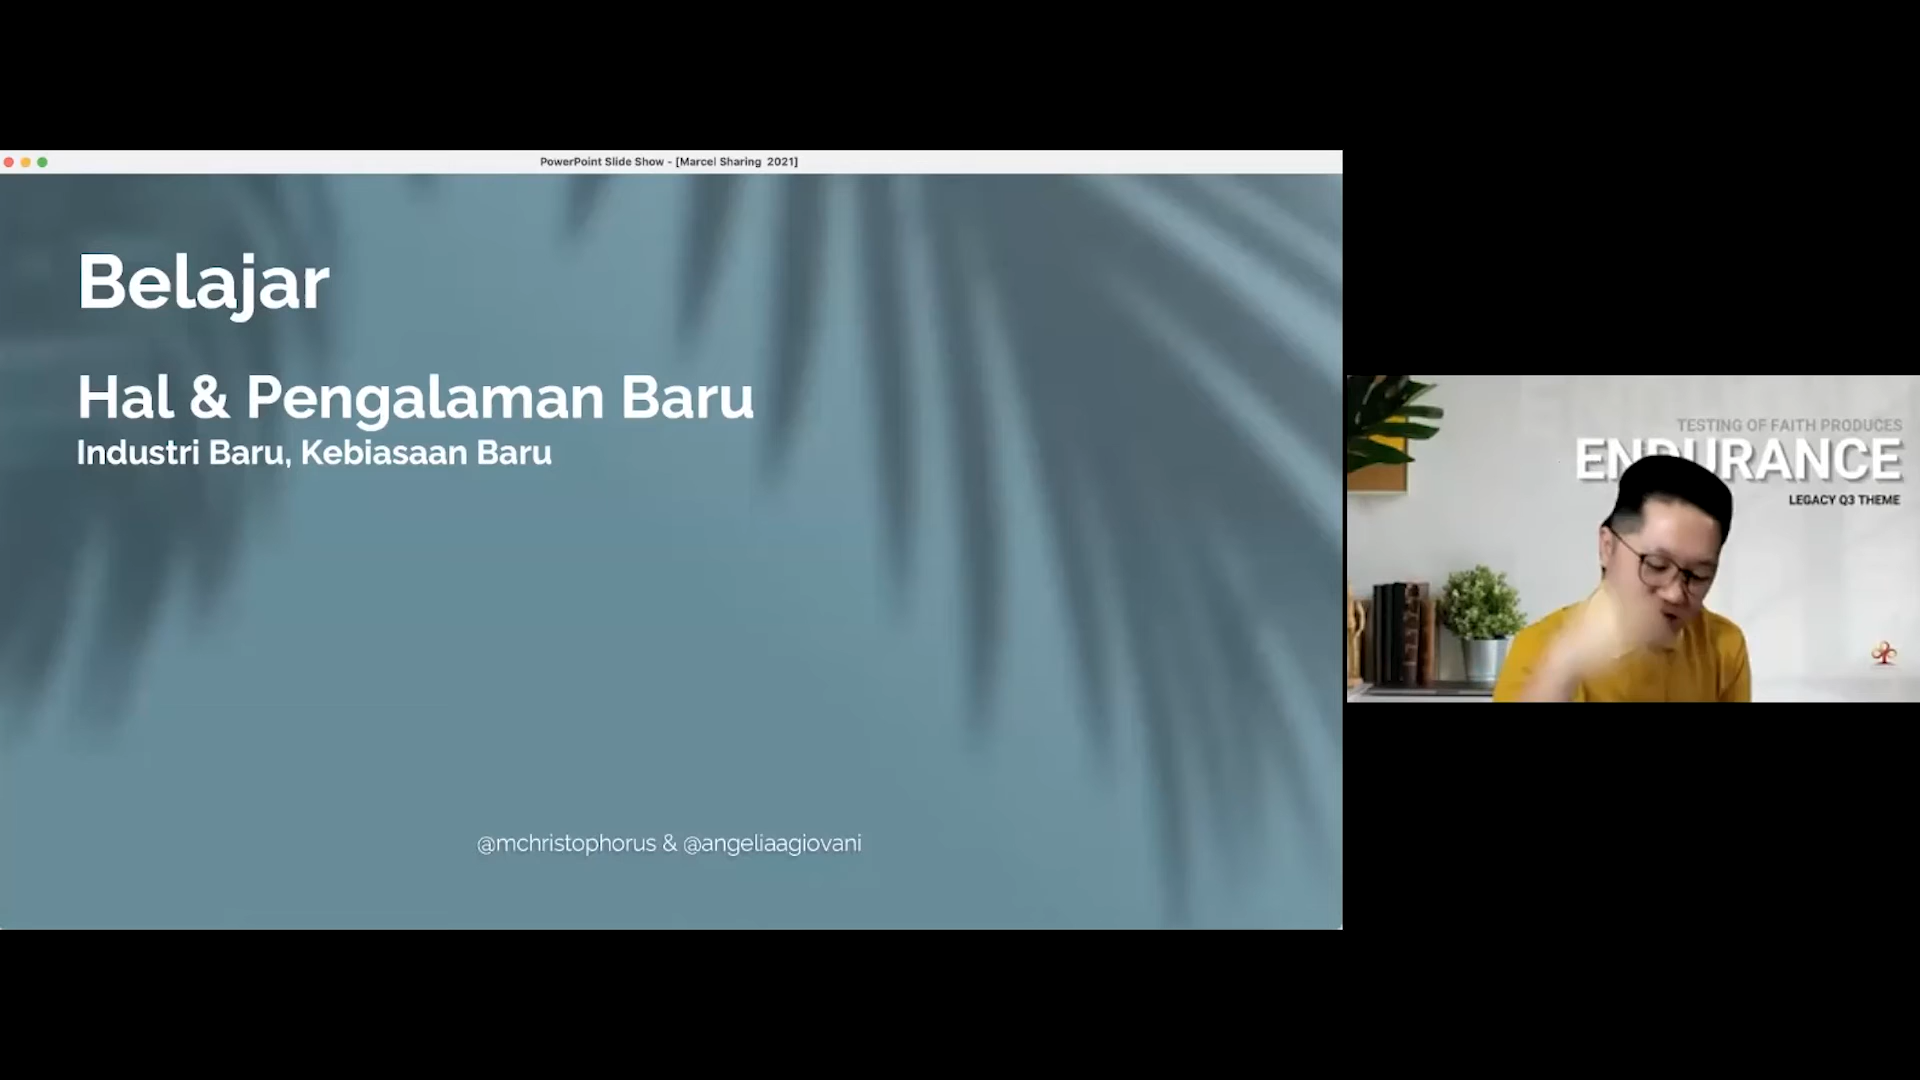 PowerPoint Slide Show - [Marcel Sharing 2021]
Belajar
Hal & Pengalaman Baru
Industri Baru, Kebiasaan Baru
@mchristophorus & @angeliaagiovani
TESTING OF FAITH PRODUCES
ENDURANCE
LEGACY Q3 THEME